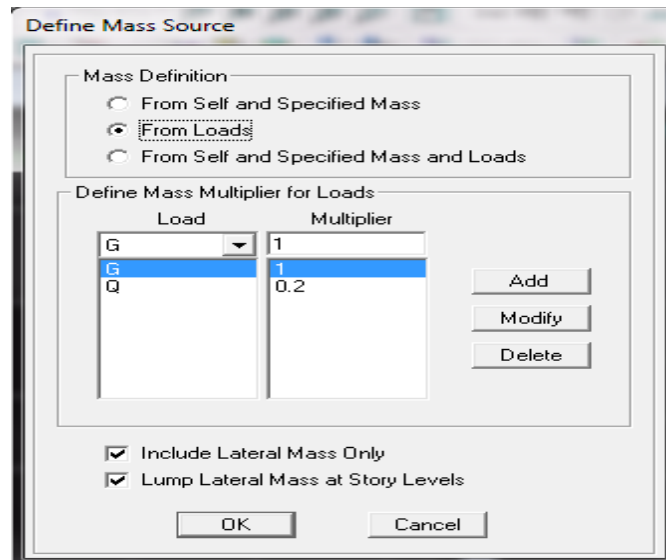 Define Mass Source
Mass Definition
From Self and Specified Mass
From Loads
From Self and Specified Mass and Loads
Define Mass Multiplier for Loads
Load Multiplier
G 1
G 1
Q 0.2
Add
Modify
Delete
Include Lateral Mass Only
Lump Lateral Mass at Story Levels
OK Cancel